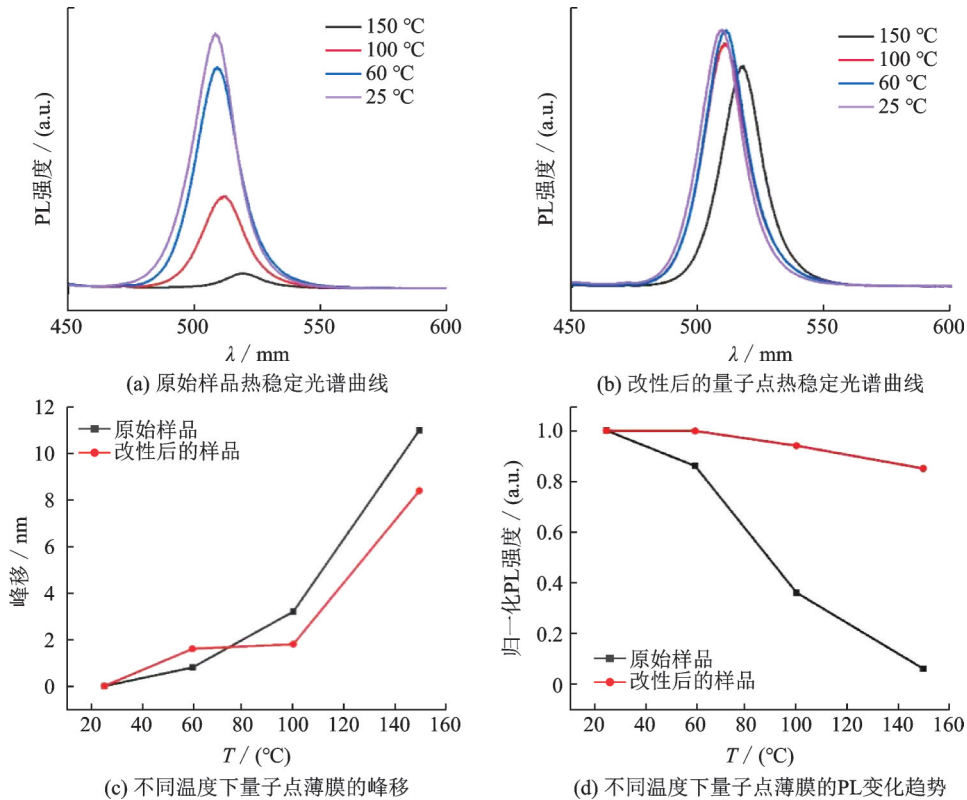 150 ℃
100 ℃
60 ℃
25 ℃
PL强度 / (a.u.)
450 500 550 600
λ / mm
(a) 原始样品热稳定光谱曲线
150 ℃
100 ℃
60 ℃
25 ℃
PL强度 / (a.u.)
450 500 550 600
λ / mm
(b) 改性后的量子点热稳定光谱曲线
12
10
8
6
4
2
0
峰移 / nm
原始样品
改性后的样品
20 40 60 80 100 120 140 160
T / (℃)
(c) 不同温度下量子点薄膜的峰移
1.0
0.8
0.6
0.4
0.2
0
归一化PL强度 / (a.u.)
原始样品
改性后的样品
20 40 60 80 100 120 140 160
T / (℃)
(d) 不同温度下量子点薄膜的PL变化趋势